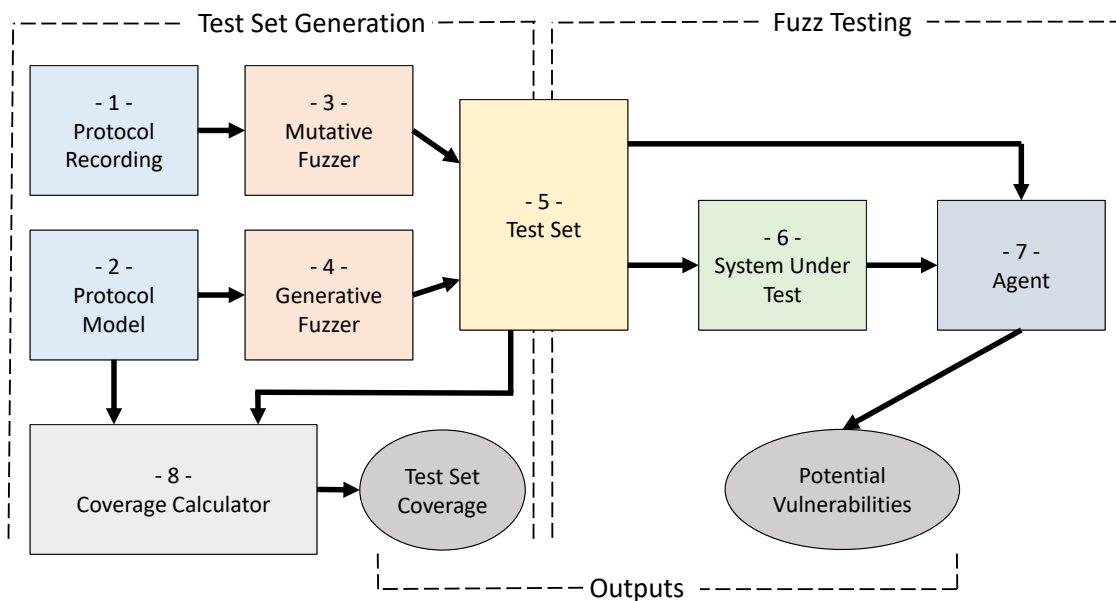 Test Set Generation
Fuzz Testing
- 1 -
Protocol
Recording
- 3 -
Mutative
Fuzzer
- 5 -
Test Set
- 2 -
Protocol
Model
- 4 -
Generative
Fuzzer
- 6 -
System Under
Test
- 7 -
Agent
- 8 -
Coverage Calculator
Test Set
Coverage
Potential
Vulnerabilities
Outputs